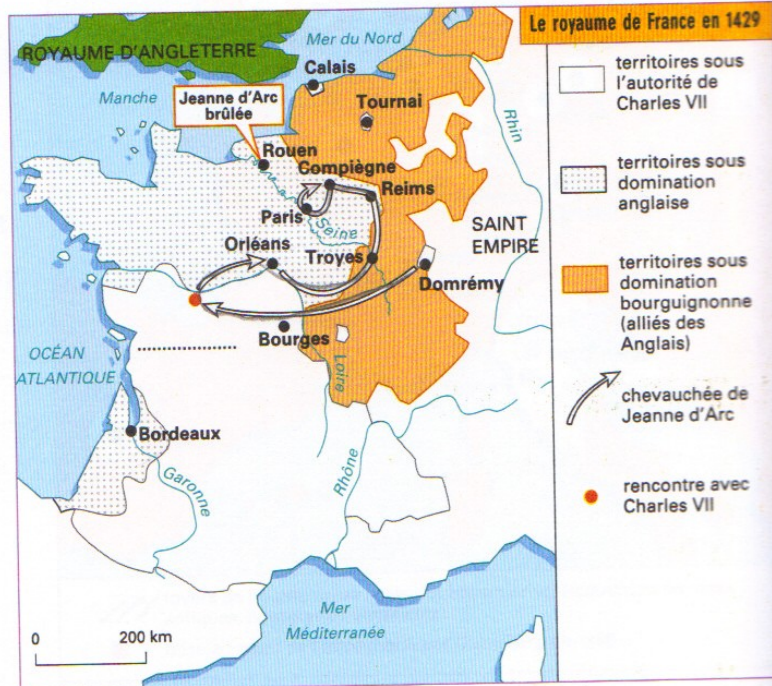 Le royaume de France en 1429
ROYAUME D'ANGLETERRE
Mer du Nord
Calais
Manche
Jeanne d'Arc
brûlée
Tournai
Rhin
Rouen
Compiègne
Reims
Paris
Seine
SAINT
EMPIRE
Orléans
Troyes
Domrémy
Bourges
OCÉAN
ATLANTIQUE
Loire
Bordeaux
Garonne
Rhône
Mer
Méditerranée
0 200 km
territoires sous
l'autorité de
Charles VII
territoires sous
domination
anglaise
territoires sous
domination
bourguignonne
(alliés des
Anglais)
chevauchée de
Jeanne d'Arc
rencontre avec
Charles VII